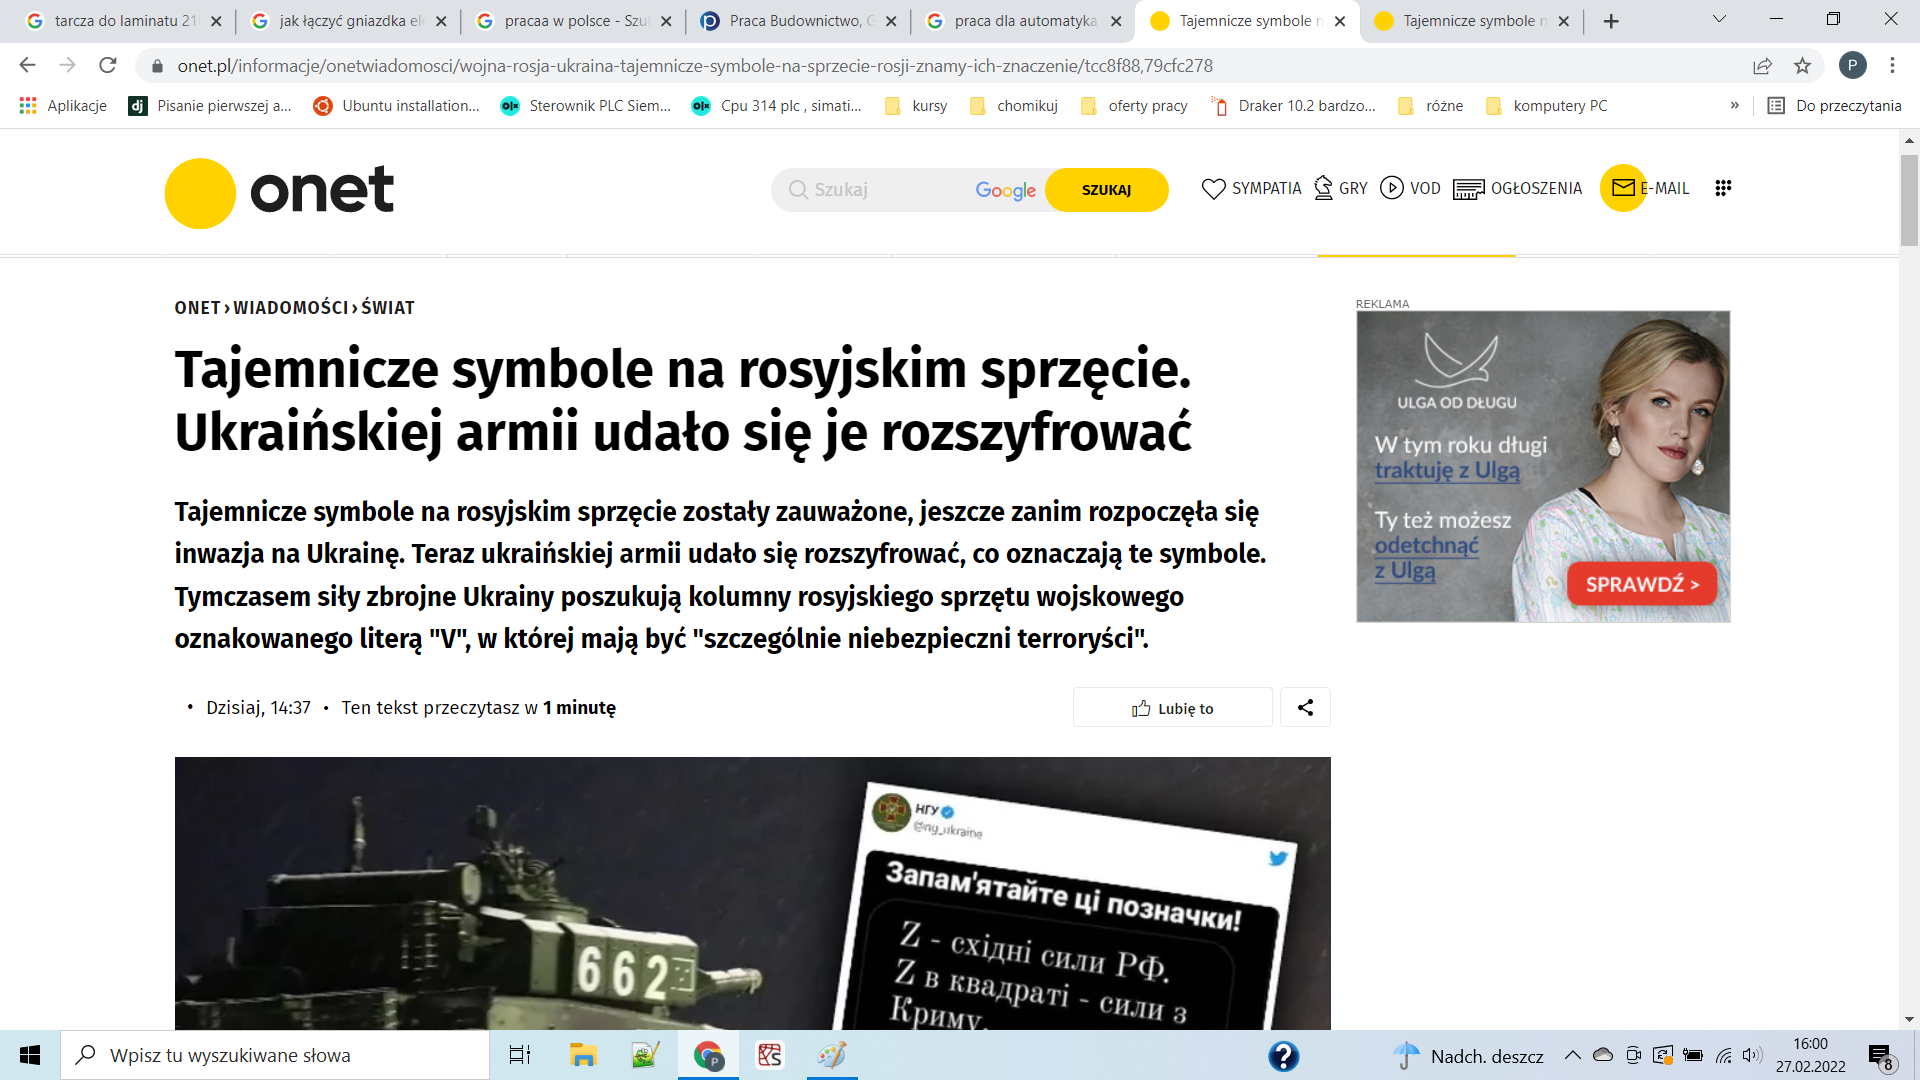 tarcza do laminatu 21
jak łączyć gniazdka el
pracaa w polsce - Szu
Praca Budownictwo, G
praca dla automatyka
Tajemnicze symbole n
Tajemnicze symbole n
onet.pl/informacje/onetwiadomosci/wojna-rosja-ukraina-tajemnicze-symbole-na-sprzecie-rosji-znamy-ich-znaczenie/tcc8f88,79cfc278
P
Aplikacje
dj Pisanie pierwszej a...
Ubuntu installation...
olx Sterownik PLC Siem...
olx Cpu 314 plc , simati...
kursy
chomikuj
oferty pracy
Draker 10.2 bardzo...
różne
komputery PC
»
Do przeczytania
onet
Szukaj
Google
SZUKAJ
SYMPATIA
GRY
VOD
OGŁOSZENIA
E-MAIL
ONET › WIADOMOŚCI › ŚWIAT
Tajemnicze symbole na rosyjskim sprzęcie.
Ukraińskiej armii udało się je rozszyfrować
Tajemnicze symbole na rosyjskim sprzęcie zostały zauważone, jeszcze zanim rozpoczęła się
inwazja na Ukrainę. Teraz ukraińskiej armii udało się rozszyfrować, co oznaczają te symbole.
Tymczasem siły zbrojne Ukrainy poszukują kolumny rosyjskiego sprzętu wojskowego
oznakowanego literą "V", w której mają być "szczególnie niebezpieczni terroryści".
• Dzisiaj, 14:37 • Ten tekst przeczytasz w 1 minutę
Lubię to
REKLAMA
ULGA OD DŁUGU
W tym roku długi
traktuję z Ulgą
Ty też możesz
odetchnąć
z Ulgą
SPRAWDŹ >
662
НГУ
@ng_ukraine
Запам'ятайте ці позначки!
Z - східні сили РФ.
Z в квадраті - сили з
Криму.
Wpisz tu wyszukiwane słowa
P
?
Nadch. deszcz
16:00
27.02.2022
8